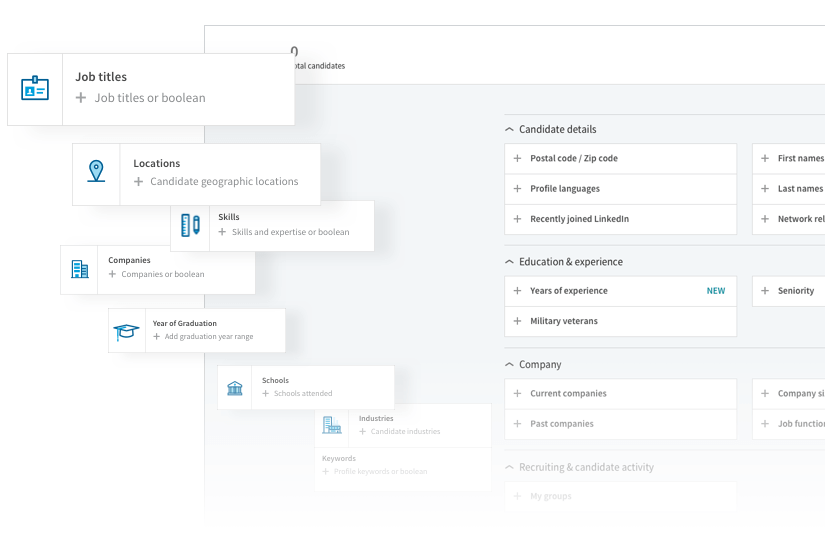 0
otal candidates
Job titles
Job titles or boolean
Locations
Candidate geographic locations
Skills
Skills and expertise or boolean
Companies
Companies or boolean
Year of Graduation
Add graduation year range
Schools
Schools attended
Industries
Candidate industries
Keywords
Profile keywords or boolean
Candidate details
Postal code / Zip code
First names
Profile languages
Last names
Recently joined LinkedIn
Network rel
Education & experience
Years of experience NEW
Seniority
Military veterans
Company
Current companies
Company si
Past companies
Job function
Recruiting & candidate activity
My groups